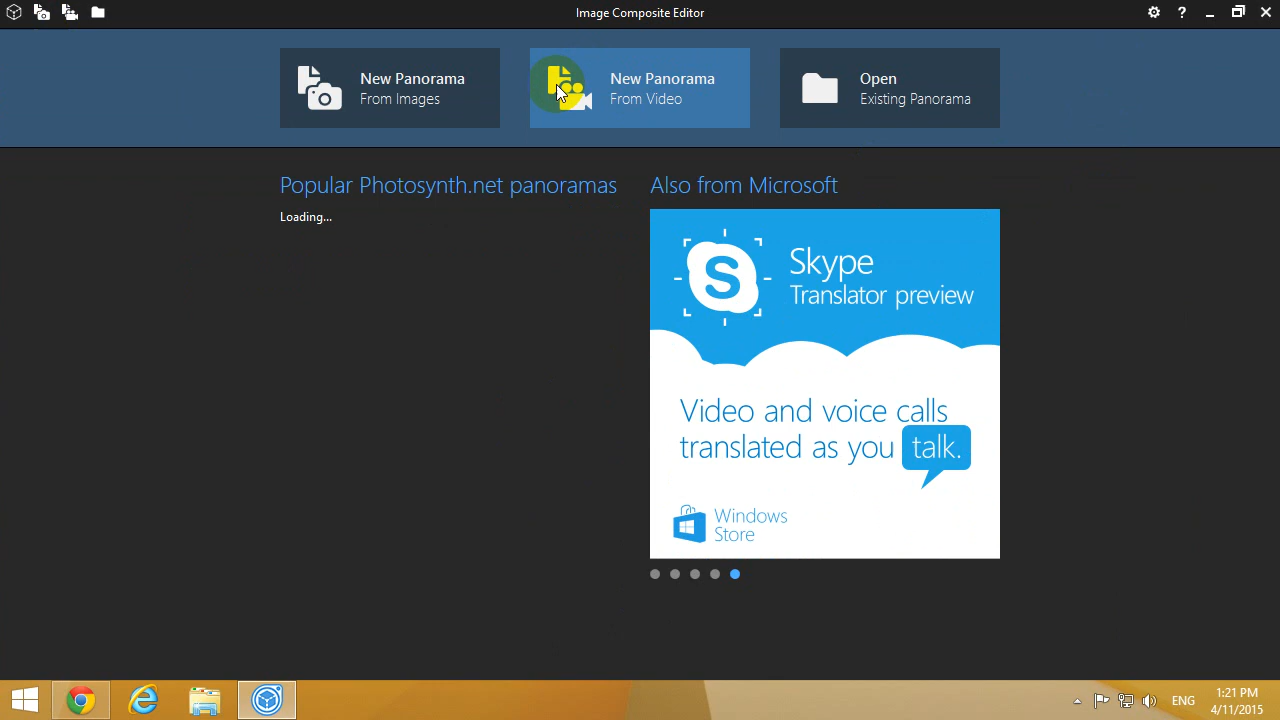 Image Composite Editor
New Panorama
From Images
New Panorama
From Video
Open
Existing Panorama
Popular Photosynth.net panoramas
Loading...
Also from Microsoft
Skype
Translator preview
Video and voice calls
translated as you talk.
Windows
Store
ENG
1:21 PM
4/11/2015